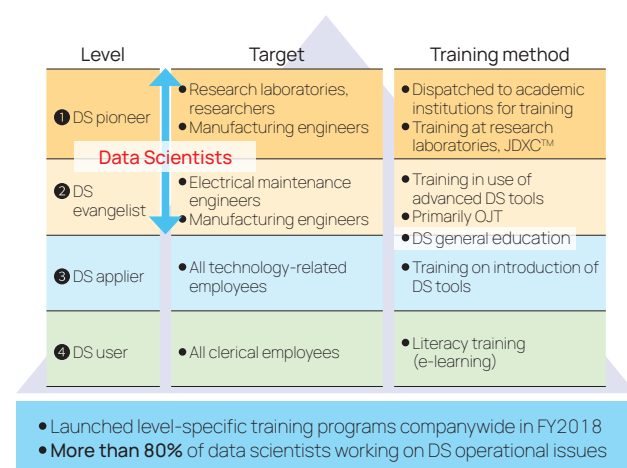 Level
Target
Training method
❶ DS pioneer
● Research laboratories,
researchers
● Manufacturing engineers
● Dispatched to academic
institutions for training
● Training at research
laboratories, JDXC™
Data Scientists
❷ DS
evangelist
● Electrical maintenance
engineers
● Manufacturing engineers
● Training in use of
advanced DS tools
● Primarily OJT
● DS general education
❸ DS applier
● All technology-related
employees
● Training on introduction of
DS tools
❹ DS user
● All clerical employees
● Literacy training
(e-learning)
● Launched level-specific training programs companywide in FY2018
● More than 80% of data scientists working on DS operational issues